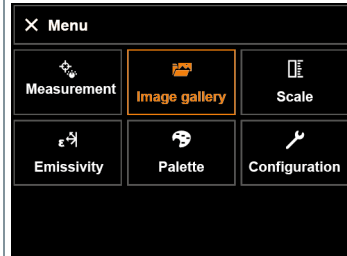 Menu
Measurement
Image gallery
Scale
ε
Emissivity
Palette
Configuration